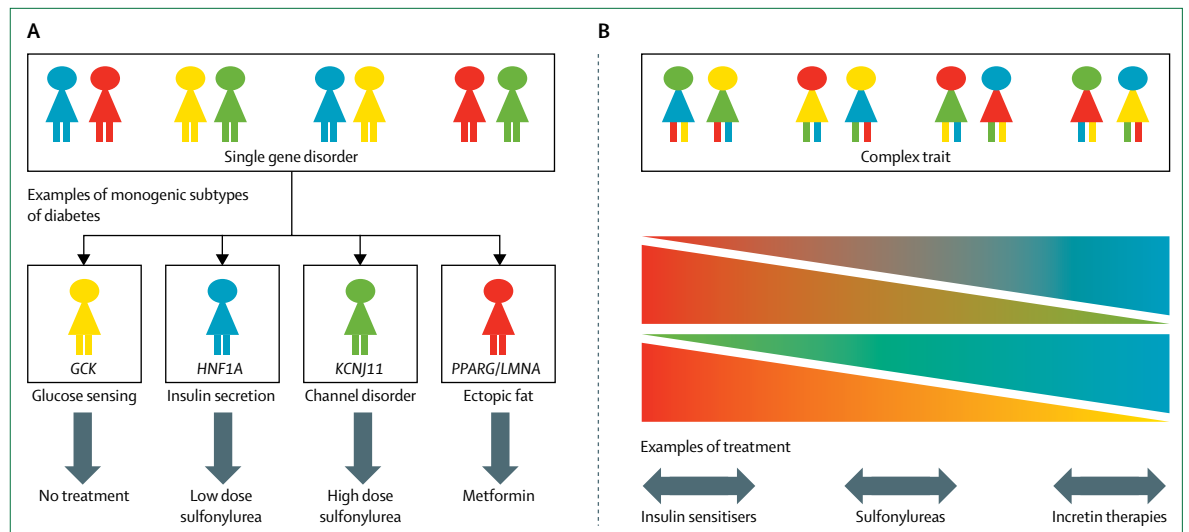 A
Single gene disorder
Examples of monogenic subtypes
of diabetes
GCK
HNF1A
KCNJ11
PPARG/LMNA
Glucose sensing
Insulin secretion
Channel disorder
Ectopic fat
No treatment
Low dose
sulfonylurea
High dose
sulfonylurea
Metformin
B
Complex trait
Examples of treatment
Insulin sensitisers
Sulfonylureas
Incretin therapies